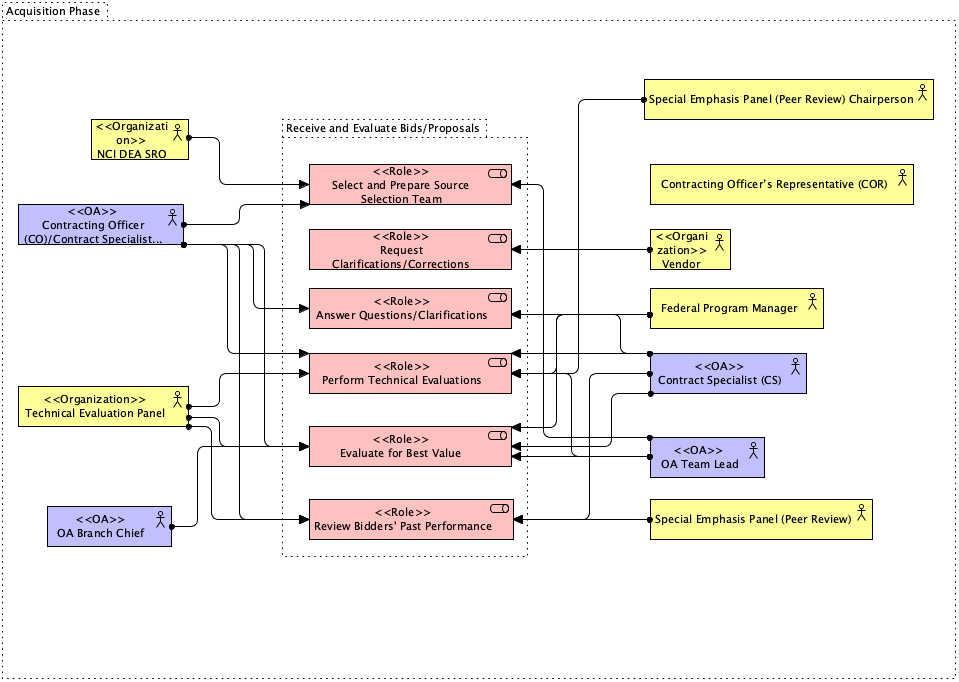 Acquisition Phase
Special Emphasis Panel (Peer Review) Chairperson
<<Organizati
on>>
NCI DEA SRO
Receive and Evaluate Bids/Proposals
<<Role>>
Select and Prepare Source
Selection Team
Contracting Officer's Representative (COR)
<<OA>>
Contracting Officer
(CO)/Contract Specialist...
<<Role>>
Request
Clarifications/Corrections
<<Organi
zation>>
Vendor
<<Role>>
Answer Questions/Clarifications
Federal Program Manager
<<Role>>
Perform Technical Evaluations
<<OA>>
Contract Specialist (CS)
<<Organization>>
Technical Evaluation Panel
<<Role>>
Evaluate for Best Value
<<OA>>
OA Team Lead
<<OA>>
OA Branch Chief
<<Role>>
Review Bidders' Past Performance
Special Emphasis Panel (Peer Review)